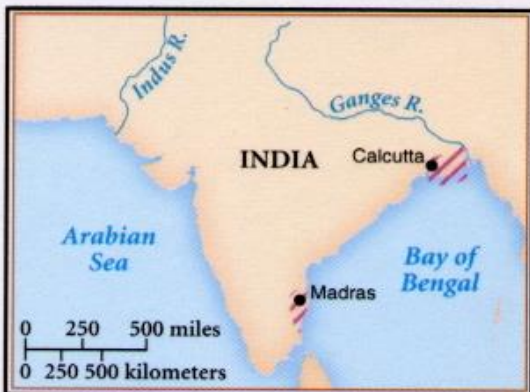 Indus R.
Ganges R.
INDIA
Calcutta
Arabian
Sea
Bay of
Bengal
Madras
0 250 500 miles
0 250 500 kilometers